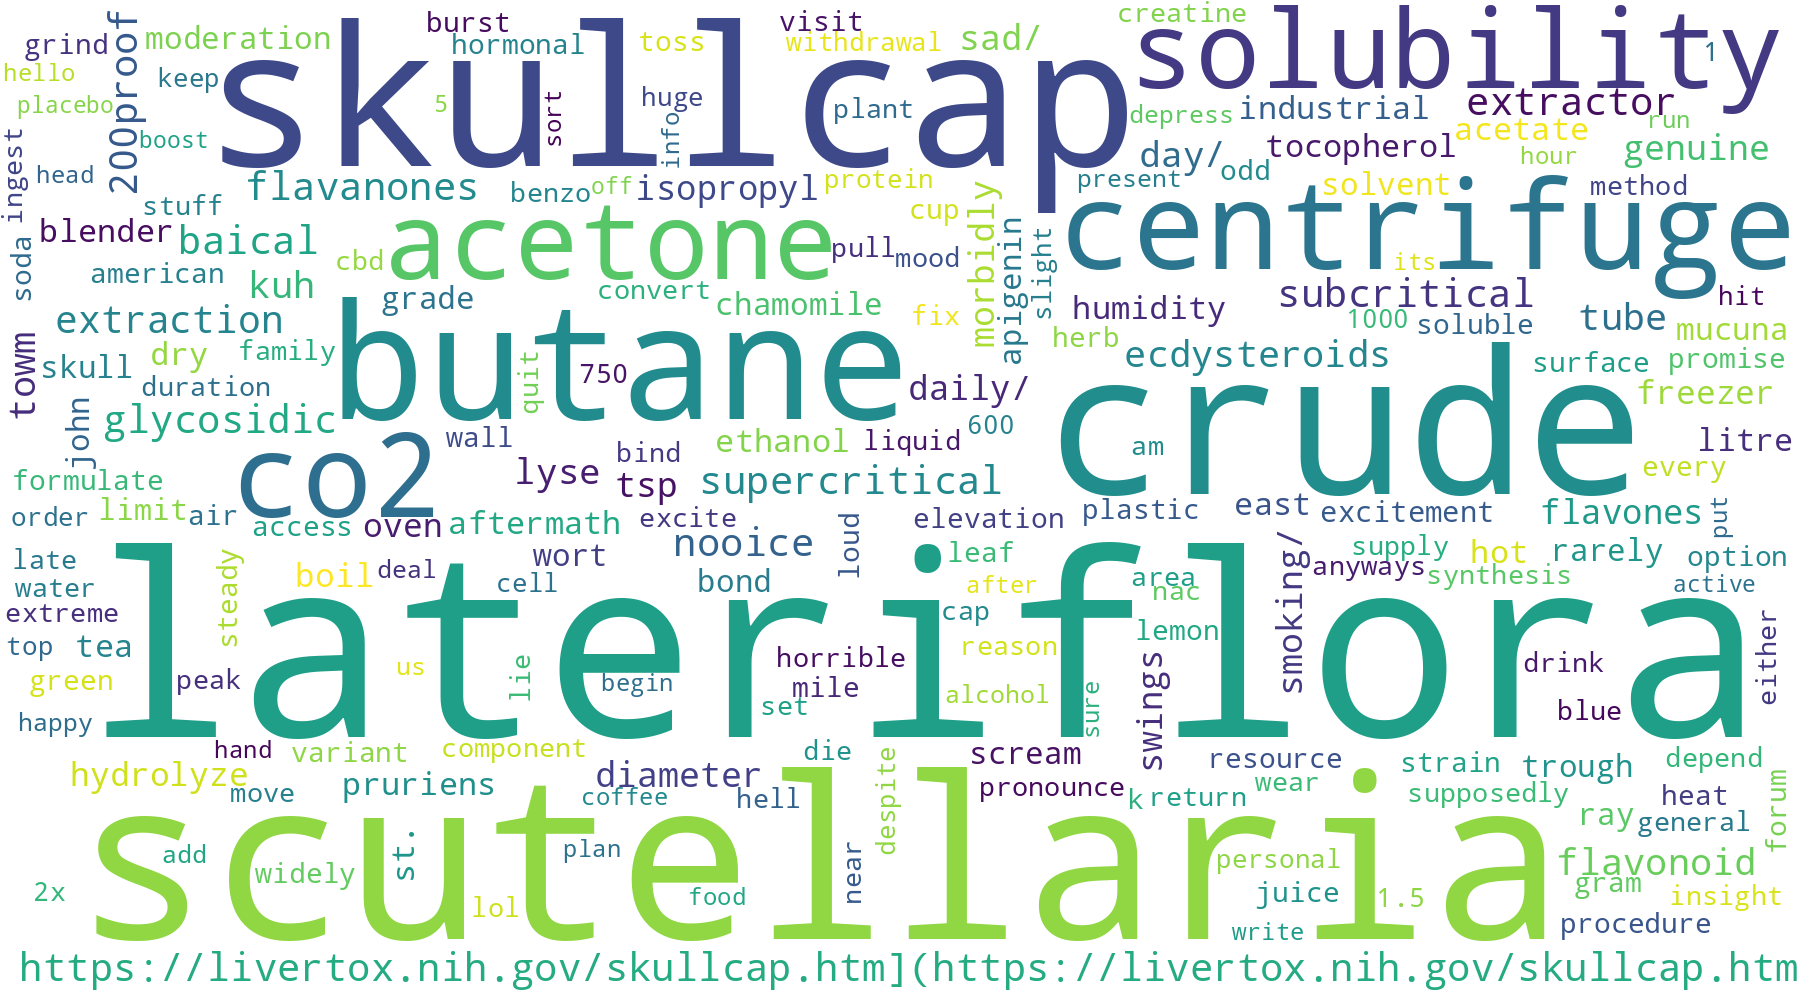 burst
visit
creatine
solubility
grind
moderation
skullcap
hormonal
toss
withdrawal
sad/
1
hello
keep
200proof
placebo
5
sort
huge
info
plant
depress
industrial
extractor
acetate
run
boost
ingest
head
day/
odd
tocopherol
hour
genuine
flavanones
benzo
off
isopropyl
protein
present
solvent
method
stuff
cup
morbidly
centrifuge
blender
baical
acetone
pull
mood
apigenin
slight
soda
american
cbd
its
kuh
grade
convert
chamomile
fix
humidity
subcritical
hit
extraction
butane
herb
1000
soluble
tube
mucuna
towm
skull
dry
family
quit
750
ecdysteroids
surface
promise
duration
daily/
crude
freezer
john
glycosidic
co2
wall
bind
ethanol
liquid
600
am
litre
formulate
lyse
tsp
supercritical
every
order
limit
air
access
oven
aftermath
excite
loud
elevation
plastic
east
excitement
flavones
put
late
nooice
wort
leaf
supply
hot
rarely
option
water
steady
boil
deal
cell
bond
after
area
nac
smoking/
anyways
synthesis
active
extreme
lateriflora
cap
top
tea
us
lie
horrible
reason
lemon
drink
either
green
peak
begin
mile
alcohol
sure
swings
happy
set
blue
hand
variant
component
die
despite
scream
resource
strain
trough
depend
hydrolyze
pruriens
diameter
pronounce
move
coffee
hell
k
return
wear
supposedly
heat
forum
scutellaria
ray
general
add
st.
plan
near
personal
flavonoid
2x
widely
lol
food
juice
1.5
gram
insight
write
procedure
https://livertox.nih.gov/skullcap.htm](https://livertox.nih.gov/skullcap.htm